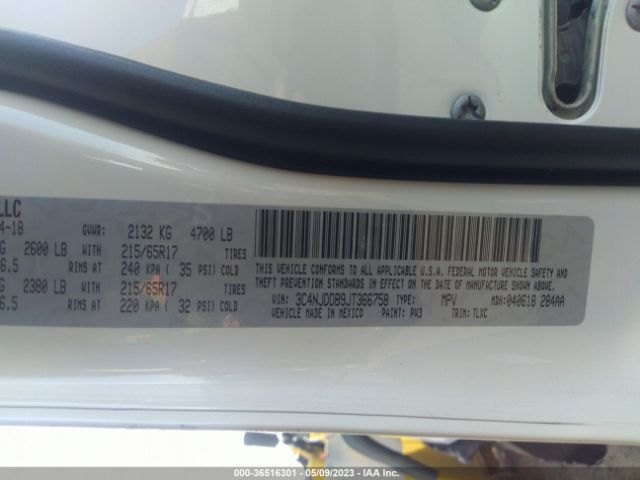 LLC
4-18
GVWR: 2132 KG 4700 LB
2600 LB WITH 215/65R17 TIRES
6.5 RIMS AT 240 KPA ( 35 PSI) COLD
2380 LB WITH 215/65R17 TIRES
6.5 RIMS AT 220 KPA ( 32 PSI) COLD
THIS VEHICLE CONFORMS TO ALL APPLICABLE U.S.A. FEDERAL MOTOR VEHICLE SAFETY AND
THEFT PREVENTION STANDARDS IN EFFECT ON THE DATE OF MANUFACTURE SHOWN ABOVE.
VIN: 3C4NJDDB9JT366758 TYPE: MPV MDH: 040618 284AA
VEHICLE MADE IN MEXICO PAINT: PW3 TRIM: TLXC
000-36516301 - 05/09/2023 - IAA Inc.